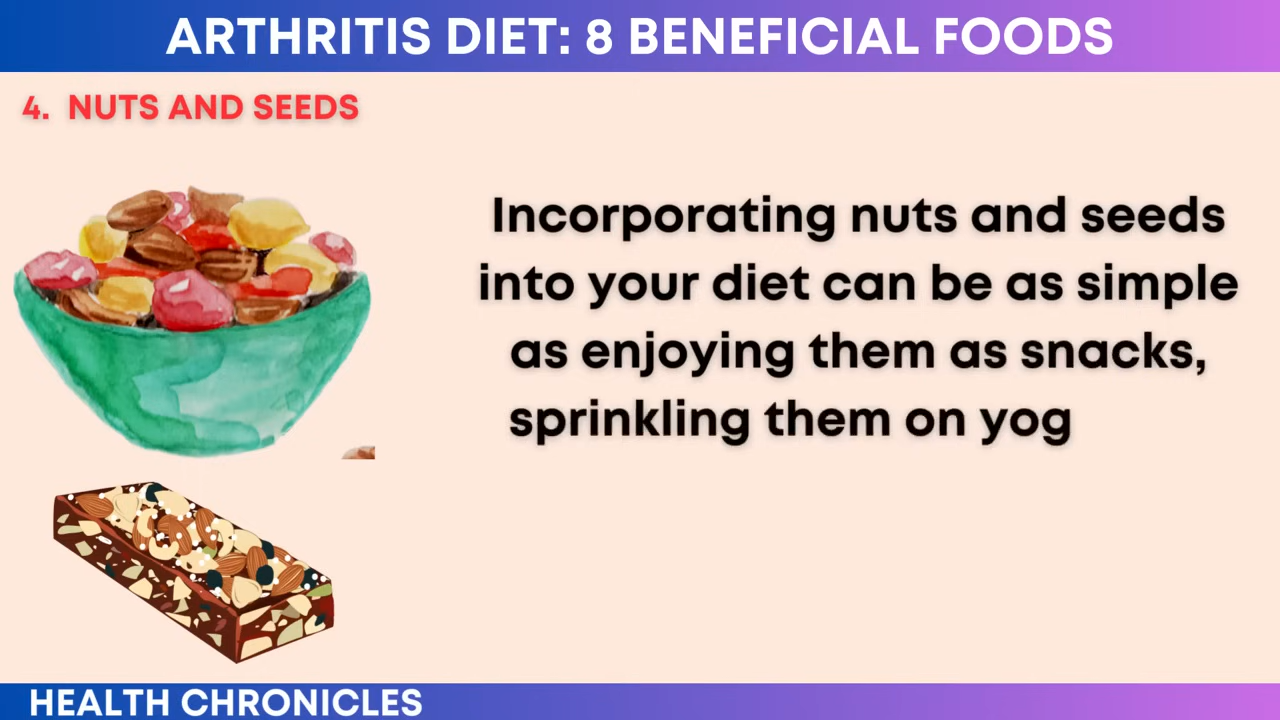 ARTHRITIS DIET: 8 BENEFICIAL FOODS
4. NUTS AND SEEDS
Incorporating nuts and seeds
into your diet can be as simple
as enjoying them as snacks,
sprinkling them on yog
HEALTH CHRONICLES